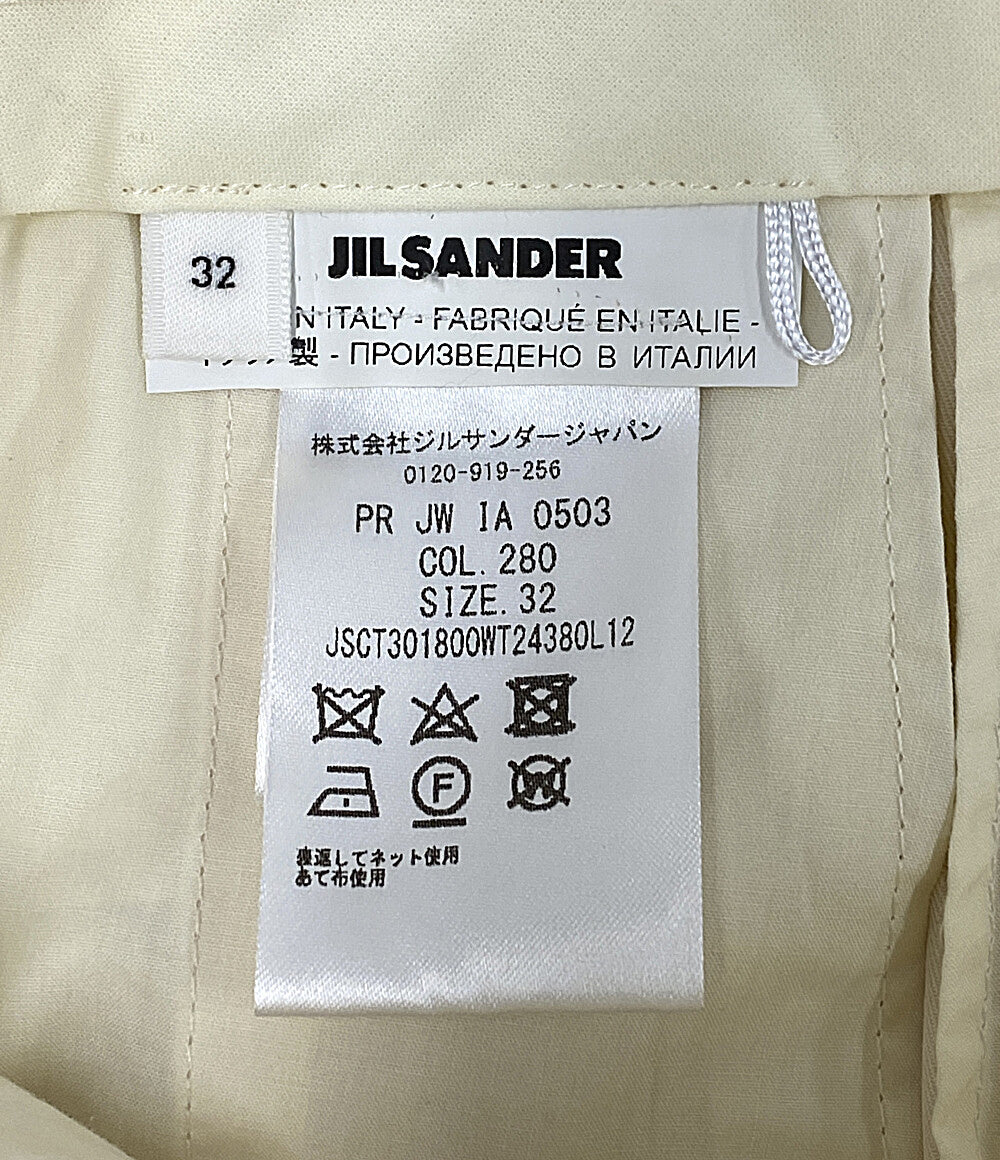 32
JIL SANDER
N ITALY - FABRIQUÉ EN ITALIE -
製 - ПРОИЗВЕДЕНО В ИТАЛИИ
株式会社ジルサンダージャパン
0120-919-256
PR JW IA 0503
COL. 280
SIZE. 32
JSCT301800WT24380L12
F
W
裏返してネット使用
あて布使用